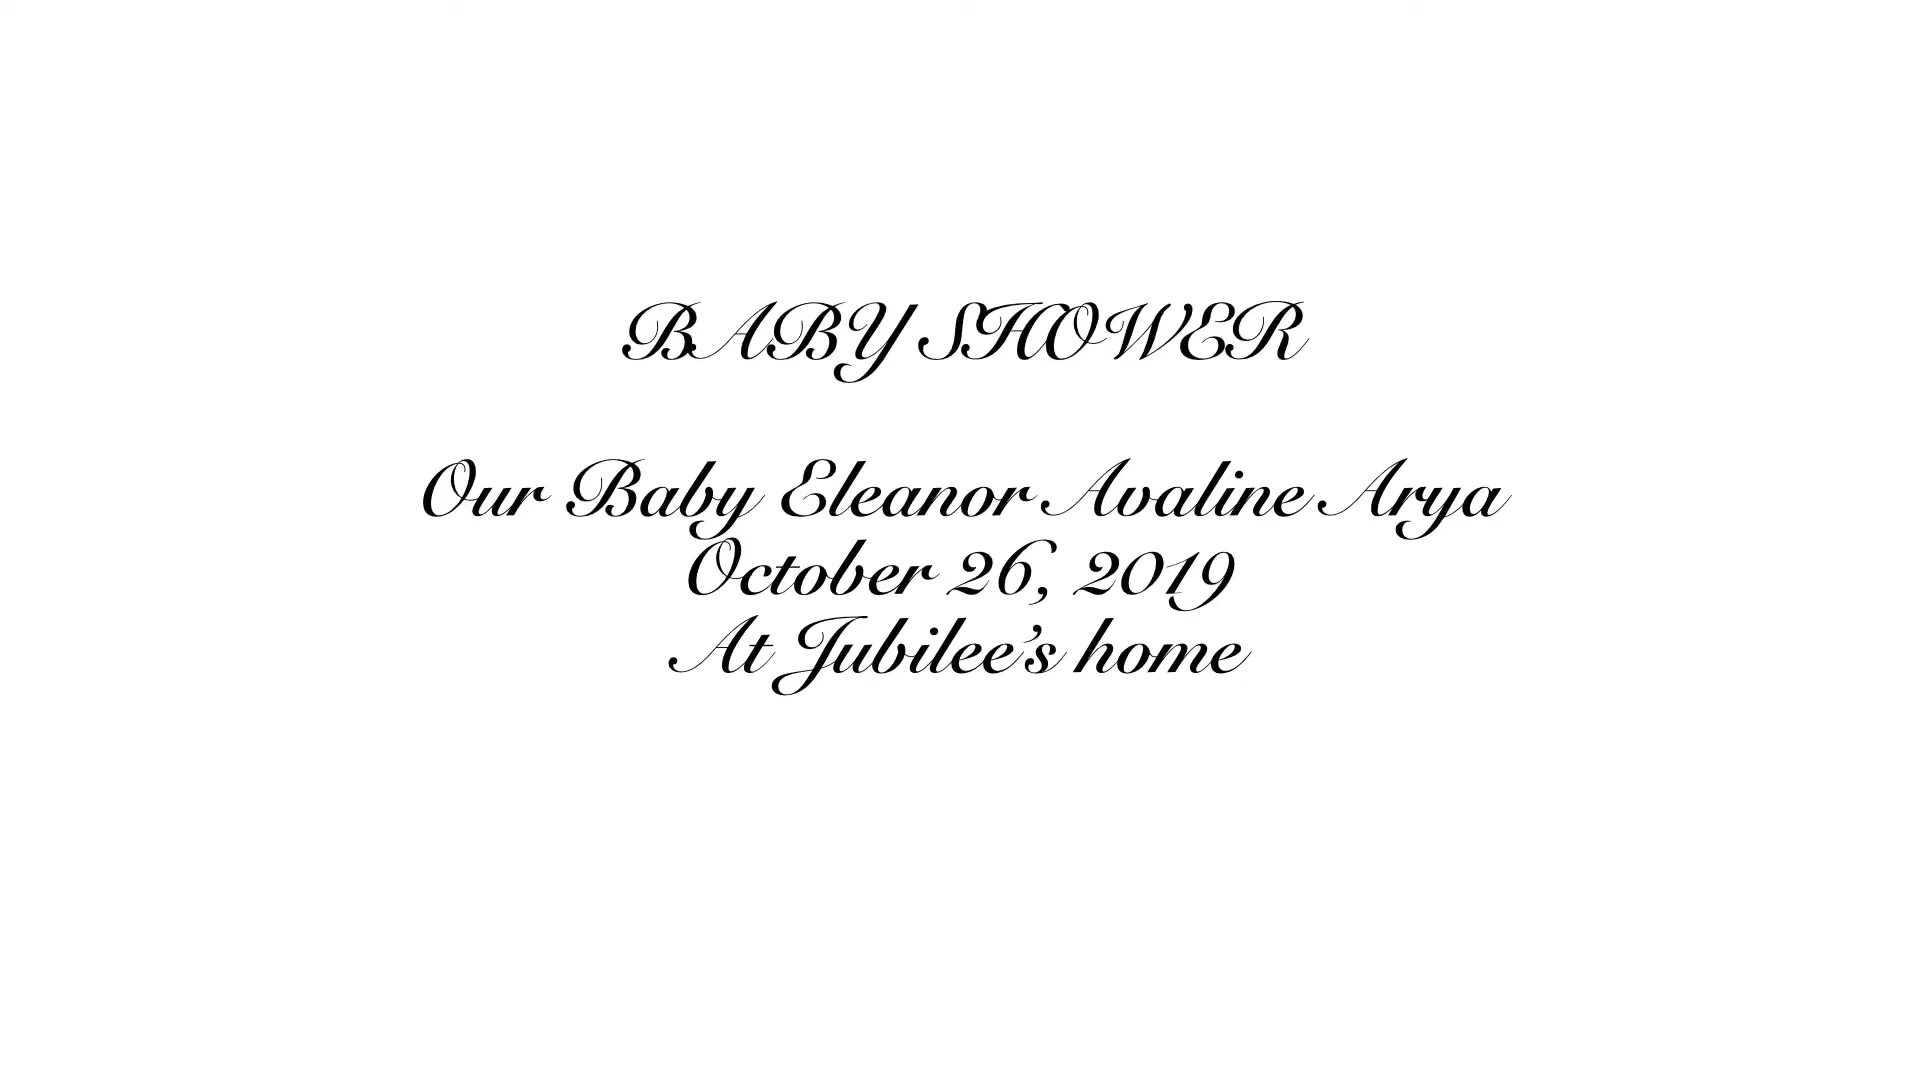 BABY SHOWER
Our Baby Eleanor Avaline Arya
October 26, 2019
At Jubilee’s home